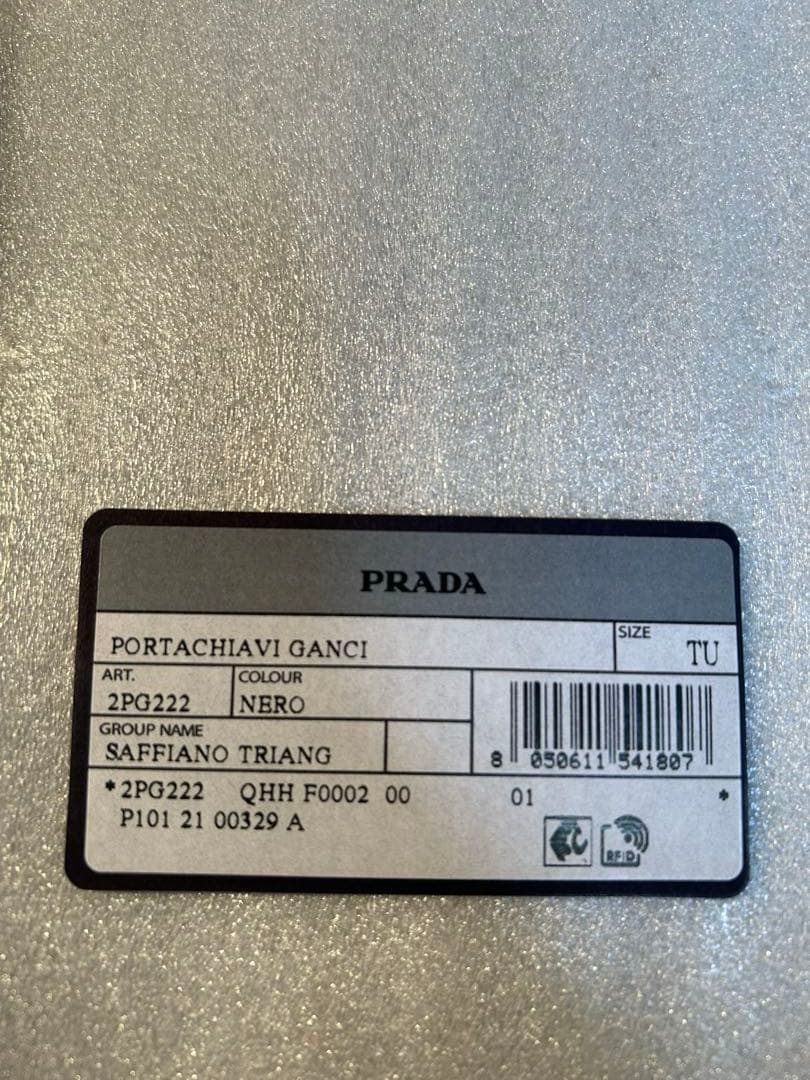 PRADA
PORTACHIAVI GANCI
SIZE
TU
ART.
2PG222
COLOUR
NERO
GROUP NAME
SAFFIANO TRIANG
8 050611 541807
*2PG222 QHH F0002 00 01 *
P101 21 00329 A
RFID